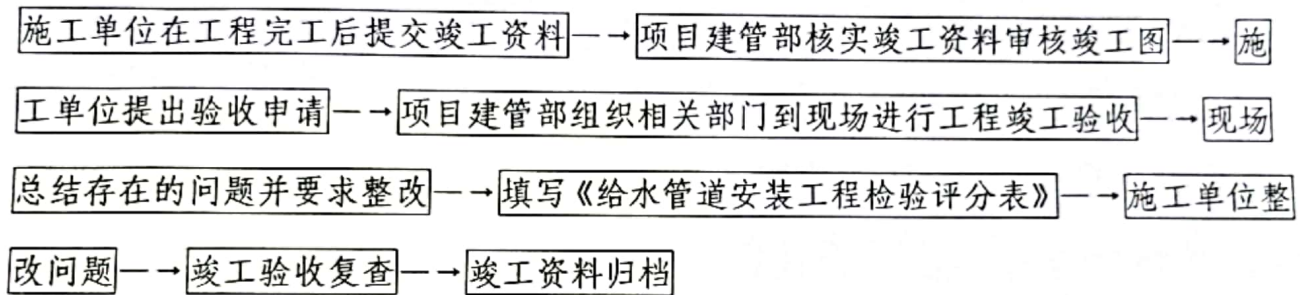 施工单位在工程完工后提交竣工资料—→项目建管部核实竣工资料审核竣工图—→施
工单位提出验收申请—→项目建管部组织相关部门到现场进行工程竣工验收—→现场
总结存在的问题并要求整改—→填写《给水管道安装工程检验评分表》—→施工单位整
改问题—→竣工验收复查—→竣工资料归档